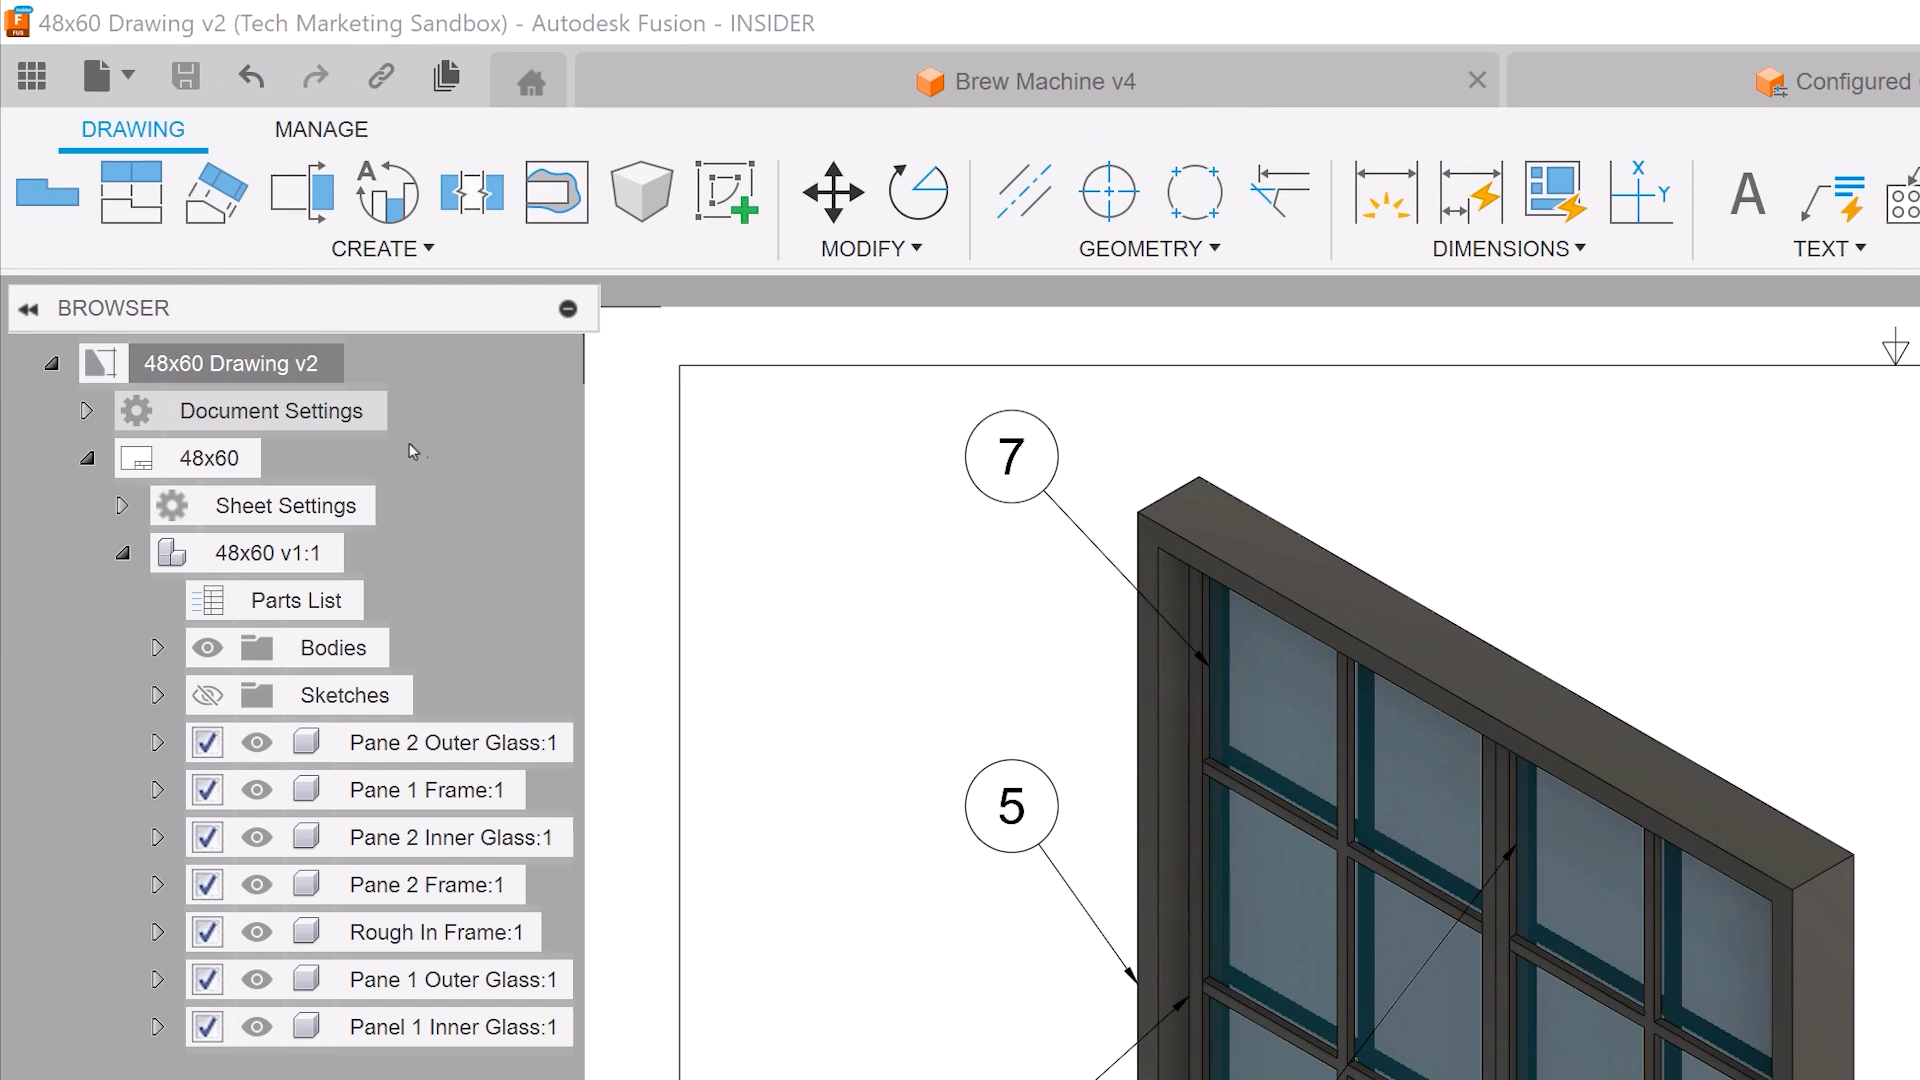 48x60 Drawing v2 (Tech Marketing Sandbox) - Autodesk Fusion - INSIDER
Brew Machine v4
Configured
DRAWING
MANAGE
CREATE
MODIFY
GEOMETRY
DIMENSIONS
TEXT
BROWSER
48x60 Drawing v2
Document Settings
48x60
Sheet Settings
48x60 v1:1
Parts List
Bodies
Sketches
Pane 2 Outer Glass:1
Pane 1 Frame:1
Pane 2 Inner Glass:1
Pane 2 Frame:1
Rough In Frame:1
Pane 1 Outer Glass:1
Panel 1 Inner Glass:1
7
5